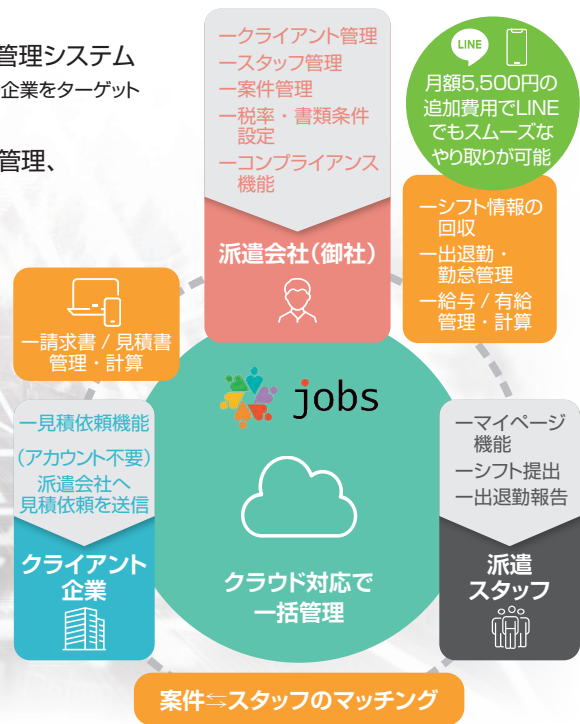 管理システム
企業をターゲット
管理、
ークライアント管理
ースタッフ管理
ー案件管理
ー税率・書類条件
設定
ーコンプライアンス
機能
派遣会社(御社)
LINE
月額5,500円の
追加費用でLINE
でもスムーズな
やり取りが可能
ーシフト情報の
回収
ー出退勤・
勤怠管理
ー給与 / 有給
管理・計算
ー請求書 / 見積書
管理・計算
jobs
クラウド対応で
一括管理
ー見積依頼機能
(アカウント不要)
派遣会社へ
見積依頼を送信
クライアント
企業
ーマイページ
機能
ーシフト提出
ー出退勤報告
派遣
スタッフ
案件⇆スタッフのマッチング